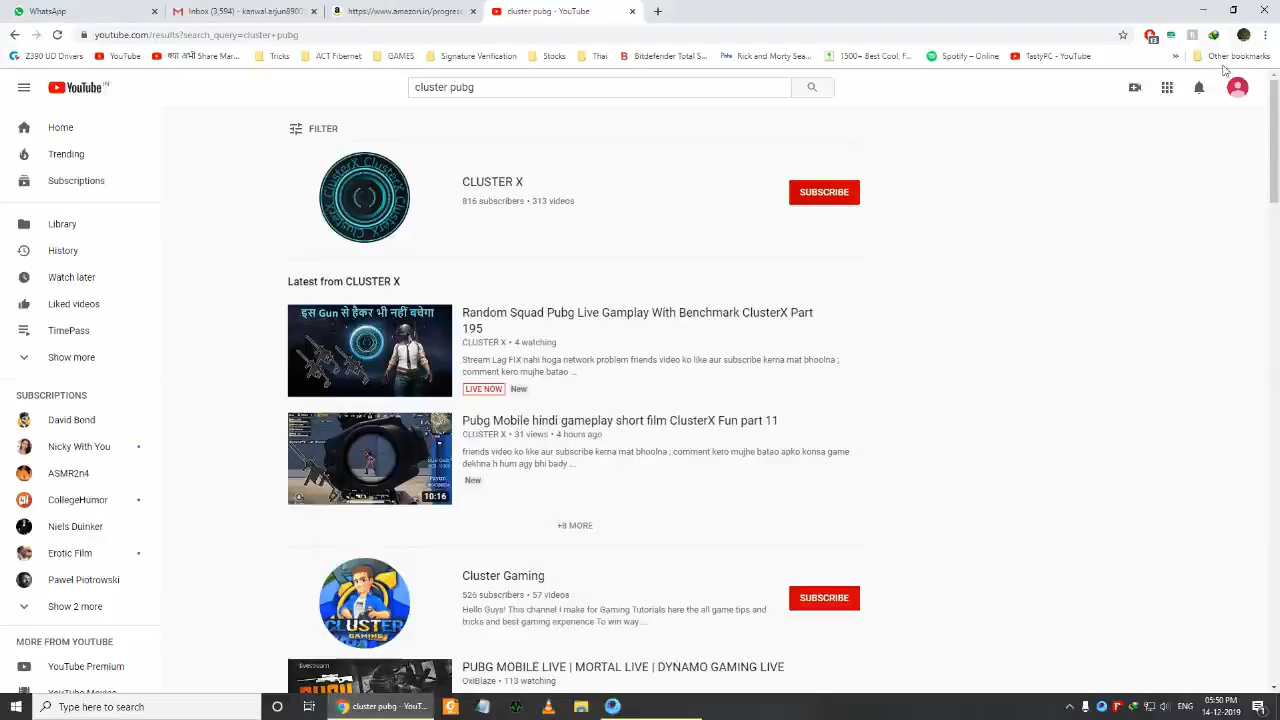 WhatsApp
Inbox (3,594) - kanwarajun8900
https://www.amazon.in/progress
cluster pubg - YouTube
youtube.com/results?search_query=cluster+pubg
Z390 UD Drivers
Share Mar...
ACT Fibernet
GAMES
Signature Verification
Stocks
Thai
Bitdefender Total S...
Rick and Morty Sea...
1500+ Best Cool, F...
Spotify – Online
TastyPC - YouTube
»
Other bookmarks
YouTube IN
cluster pubg
Home
Trending
Subscriptions
Library
History
Watch later
Liked videos
TimePass
Show more
SUBSCRIPTIONS
David Bond
Nicky With You
ASMR2n4
CollegeHumor
Niels Duinker
Erotic Film
Pawel Piotrowski
Show 2 more
MORE FROM YOUTUBE
YouTube Premium
YouTube Movies
FILTER
CLUSTER X
816 subscribers • 313 videos
SUBSCRIBE
Latest from CLUSTER X
इस Gun से हैकर भी नहीं बचेगा
Random Squad Pubg Live Gamplay With Benchmark ClusterX Part
195
CLUSTER X • 4 watching
Stream Lag FIX nahi hoga network problem friends video ko like aur subscribe kerna mat bhoolna ;
comment kero mujhe batao ...
LIVE NOW New
Pubg Mobile hindi gameplay short film ClusterX Fun part 11
CLUSTER X • 31 views • 4 hours ago
friends video ko like aur subscribe kerna mat bhoolna ; comment kero mujhe batao apko konsa game
dekhna h hum agy bhi bady ...
New
10:16
+8 MORE
CLUSTER
GAMING
Cluster Gaming
526 subscribers • 57 videos
Hello Guys! This channel I make for Gaming Tutorials here the all game tips and
tricks and best gaming experience To win way....
SUBSCRIBE
livestream
PUBG MOBILE LIVE | MORTAL LIVE | DYNAMO GAMING LIVE
OxiBlaze • 113 watching
Type here to search
cluster pubg - YouT...
ENG
05:50 PM
14-12-2019